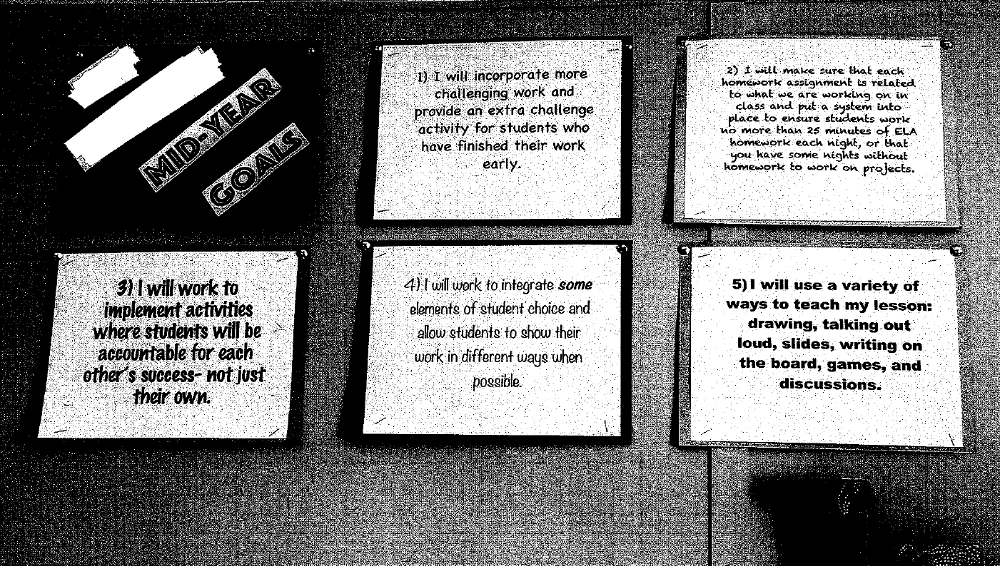 MID-YEAR
GOALS
1) I will incorporate more
challenging work and
provide an extra challenge
activity for students who
have finished their work
early.
2) I will make sure that each
homework assignment is related
to what we are working on in
class and put a system into
place to ensure students work
no more than 25 minutes of ELA
homework each night, or that
you have some nights without
homework to work on projects.
3) I will work to
implement activities
where students will be
accountable for each
other's success- not just
their own.
4) I will work to integrate some
elements of student choice and
allow students to show their
work in different ways when
possible.
5) I will use a variety of
ways to teach my lesson:
drawing, talking out
loud, slides, writing on
the board, games, and
discussions.